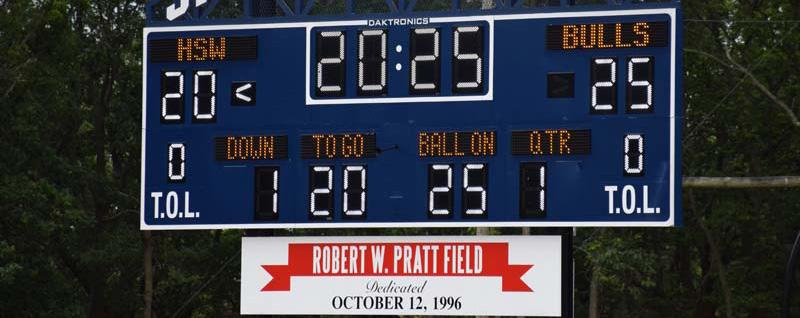 DAKTRONICS
HSW 20:25 BULLS
20 < 25
DOWN TO GO BALL ON QTR
0 1 20 25 1 0
T.O.L. T.O.L.
ROBERT W. PRATT FIELD
Dedicated
OCTOBER 12, 1996